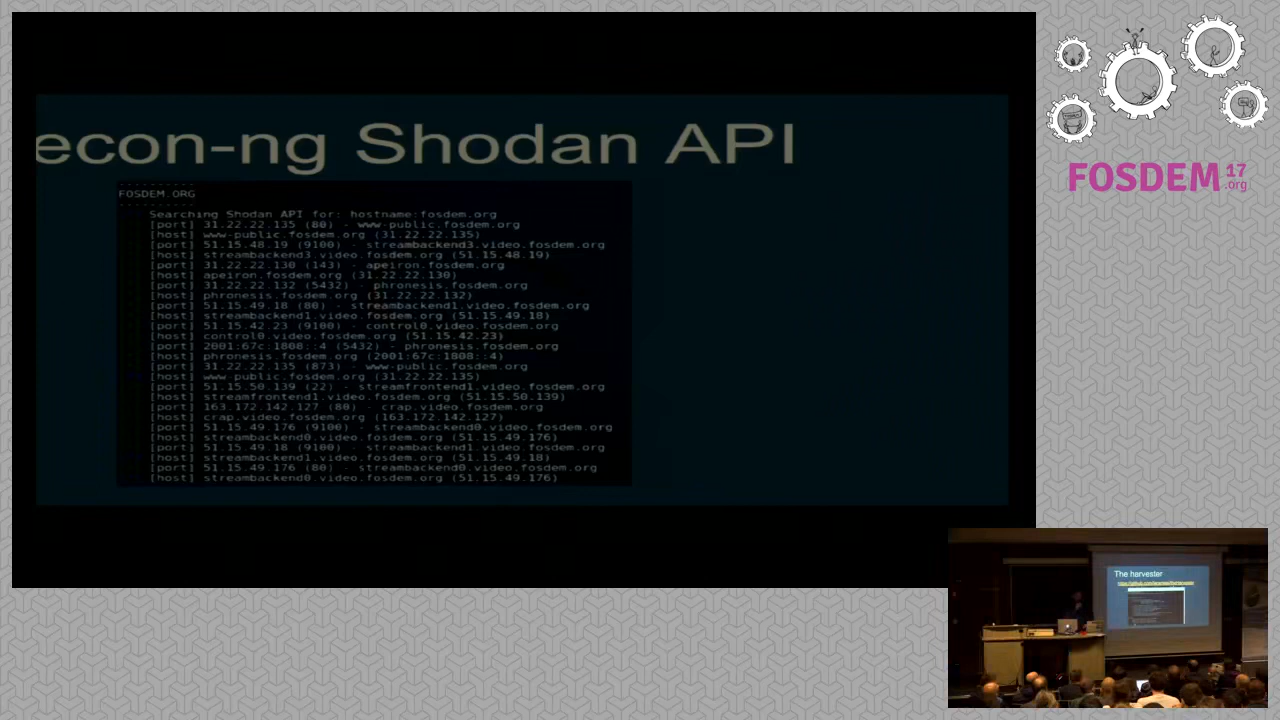 econ-ng Shodan API
----------
FOSDEM.ORG
----------
Searching Shodan API for: hostname:fosdem.org
[port] 31.22.22.135 (80) - www-public.fosdem.org
[host] www-public.fosdem.org (31.22.22.135)
[port] 51.15.48.19 (9100) - streambackend3.video.fosdem.org
[host] streambackend3.video.fosdem.org (51.15.48.19)
[port] 31.22.22.130 (143) - apeiron.fosdem.org
[host] apeiron.fosdem.org (31.22.22.130)
[port] 31.22.22.132 (5432) - phronesis.fosdem.org
[host] phronesis.fosdem.org (31.22.22.132)
[port] 51.15.49.18 (80) - streambackend1.video.fosdem.org
[host] streambackend1.video.fosdem.org (51.15.49.18)
[port] 51.15.42.23 (9100) - control0.video.fosdem.org
[host] control0.video.fosdem.org (51.15.42.23)
[port] 2001:67c:1808::4 (5432) - phronesis.fosdem.org
[host] phronesis.fosdem.org (2001:67c:1808::4)
[port] 31.22.22.135 (873) - www-public.fosdem.org
[host] www-public.fosdem.org (31.22.22.135)
[port] 51.15.50.139 (22) - streamfrontend1.video.fosdem.org
[host] streamfrontend1.video.fosdem.org (51.15.50.139)
[port] 163.172.142.127 (80) - crap.video.fosdem.org
[host] crap.video.fosdem.org (163.172.142.127)
[port] 51.15.49.176 (9100) - streambackend0.video.fosdem.org
[host] streambackend0.video.fosdem.org (51.15.49.176)
[port] 51.15.49.18 (9100) - streambackend1.video.fosdem.org
[host] streambackend1.video.fosdem.org (51.15.49.18)
[port] 51.15.49.176 (80) - streambackend0.video.fosdem.org
[host] streambackend0.video.fosdem.org (51.15.49.176)
FOSDEM 17 .org
The harvester